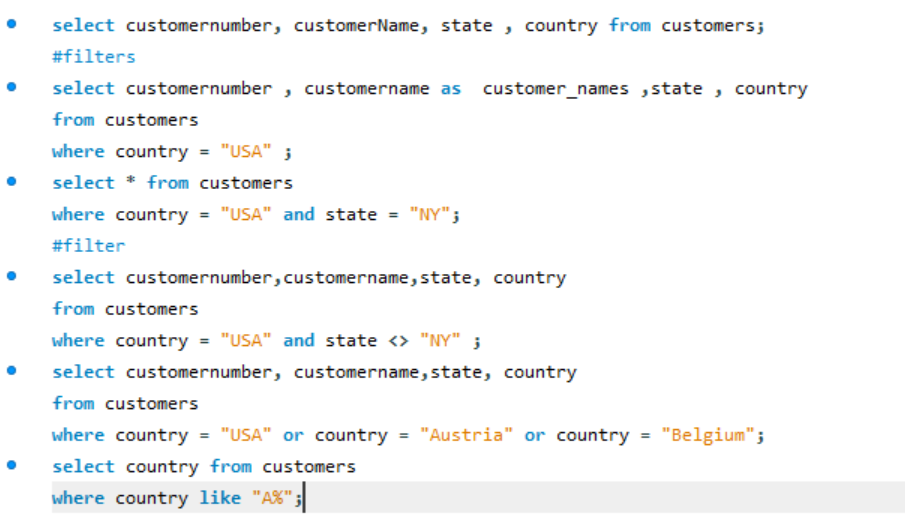 select customernumber, customerName, state , country from customers;
#filters
select customernumber , customername as  customer_names ,state , country
from customers
where country = "USA" ;
select * from customers
where country = "USA" and state = "NY";
#filter
select customernumber,customername,state, country
from customers
where country = "USA" and state <> "NY" ;
select customernumber, customername,state, country
from customers
where country = "USA" or country = "Austria" or country = "Belgium";
select country from customers
where country like "A%";